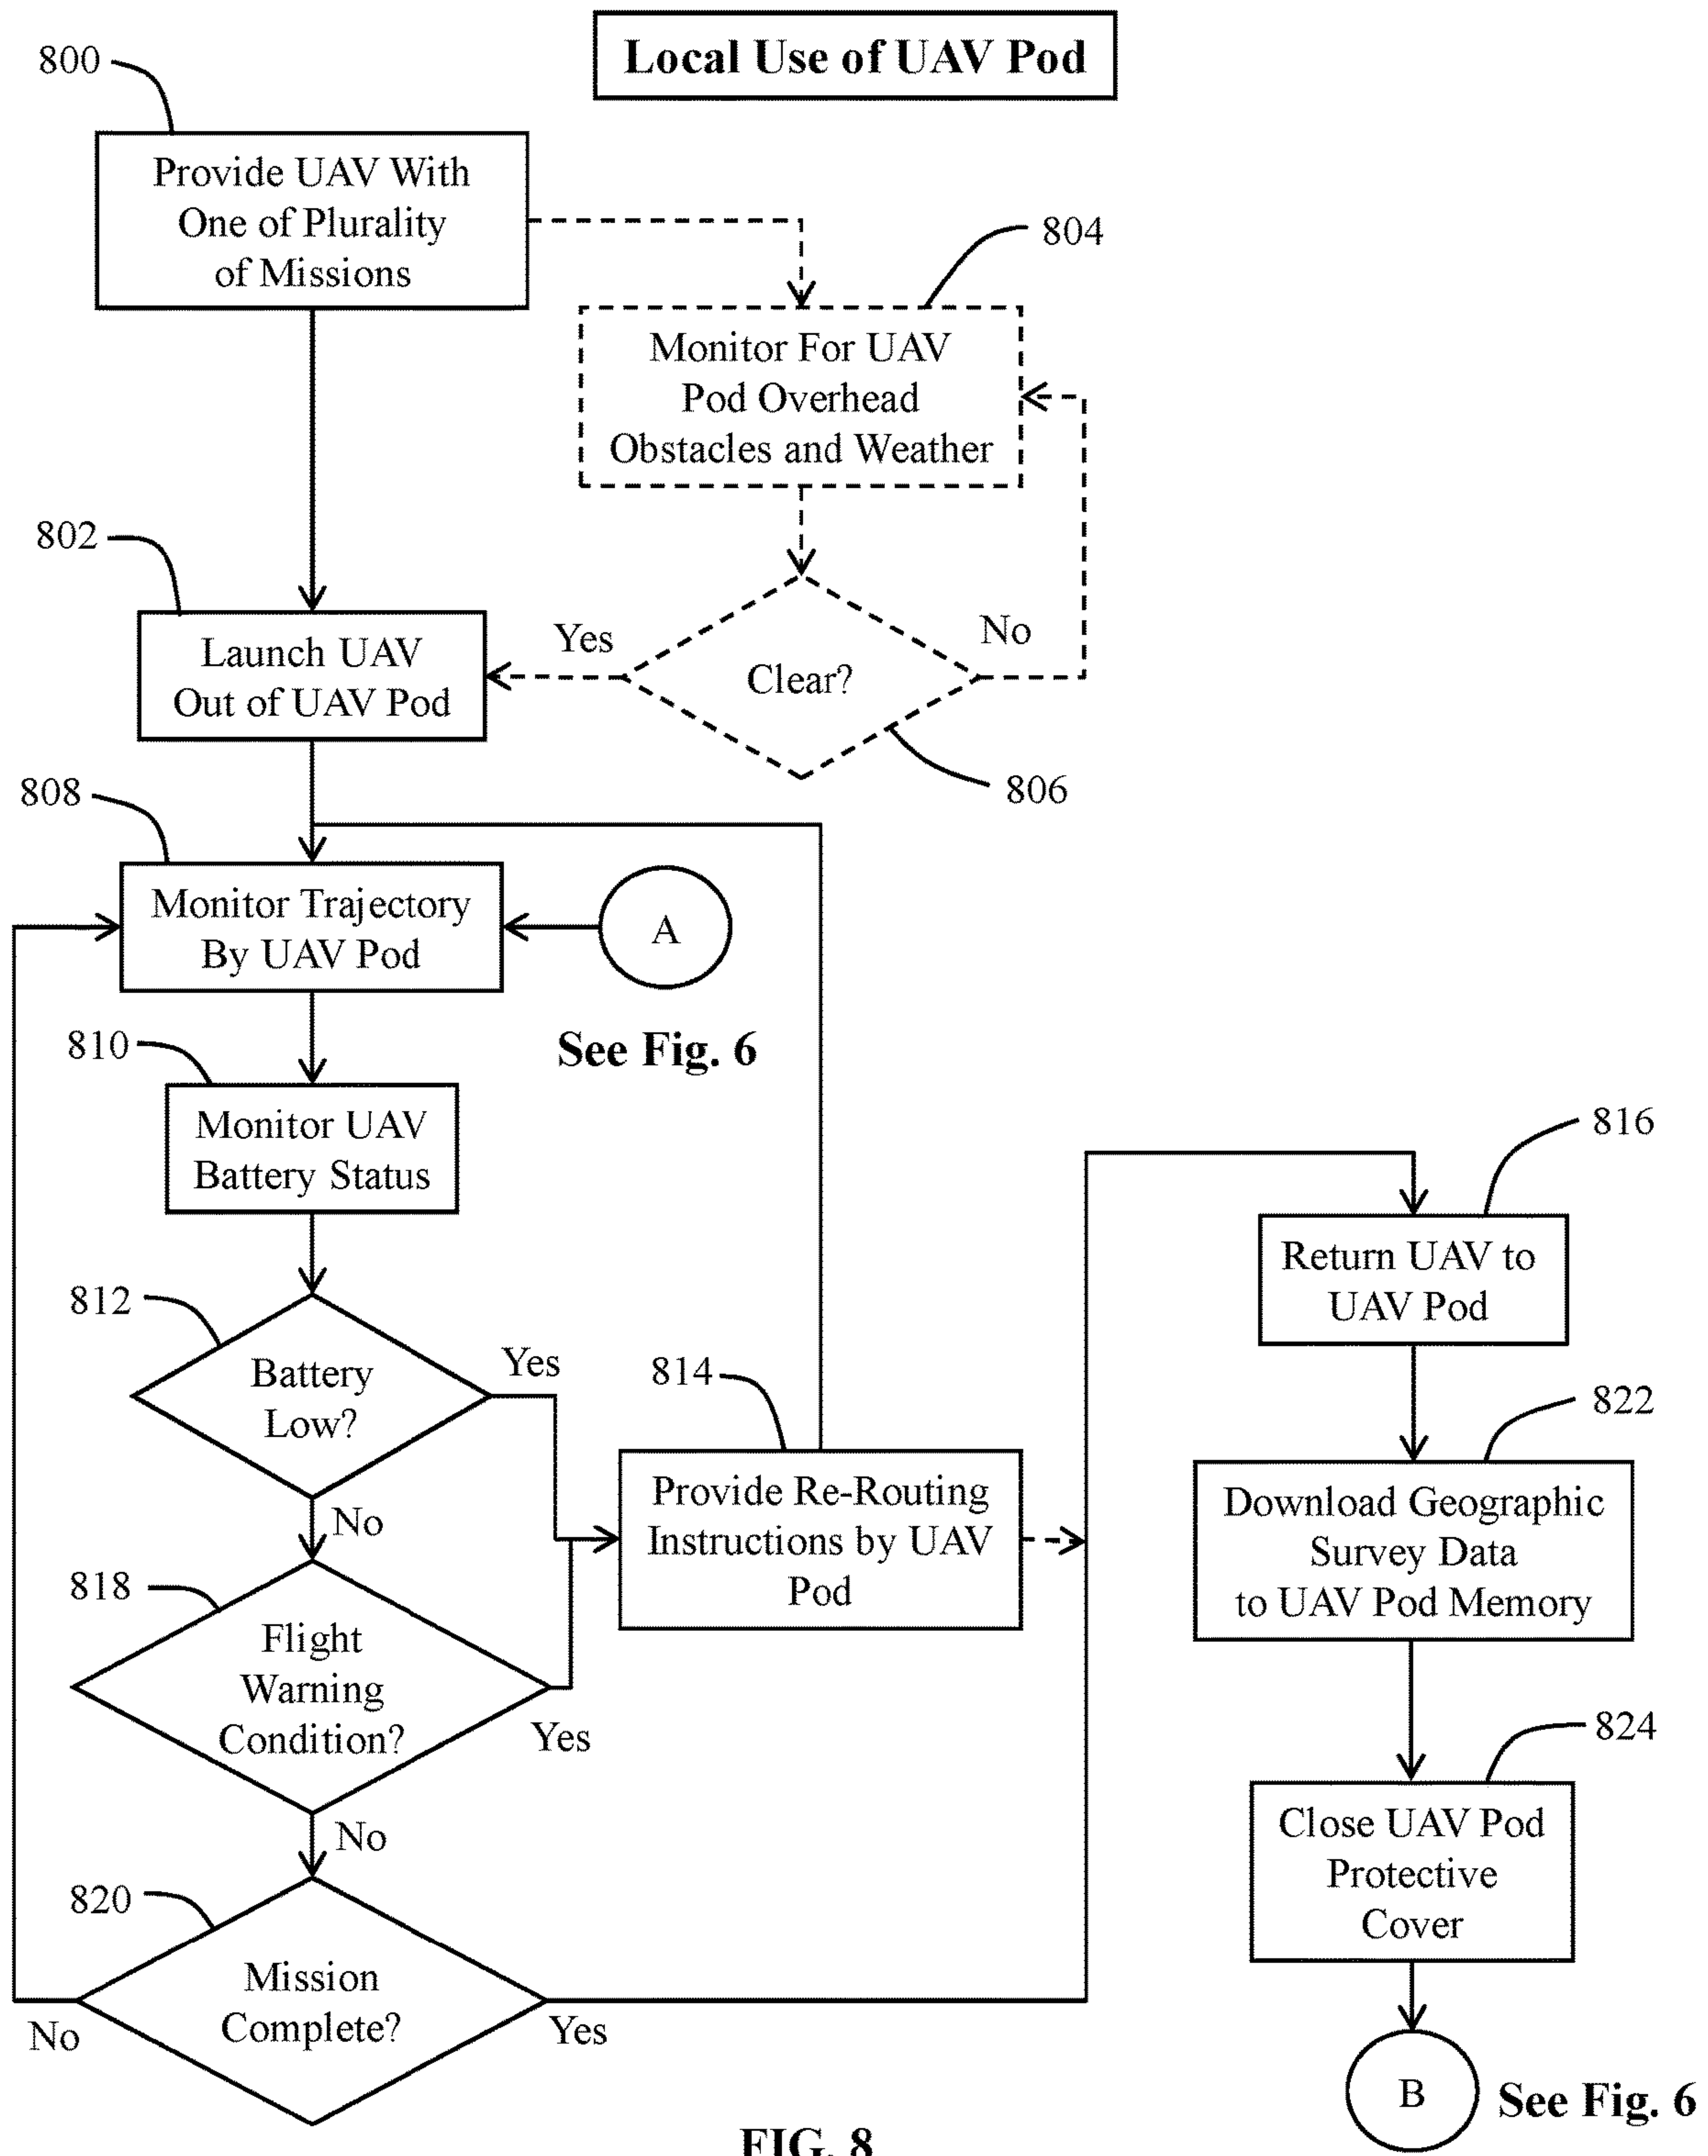 Local Use of UAV Pod
800
Provide UAV With
One of Plurality
of Missions
804
Monitor For UAV
Pod Overhead
Obstacles and Weather
802
Launch UAV
Out of UAV Pod
Yes
Clear?
No
806
808
Monitor Trajectory
By UAV Pod
A
See Fig. 6
810
Monitor UAV
Battery Status
812
Battery
Low?
Yes
No
814
Provide Re-Routing
Instructions by UAV
Pod
818
Flight
Warning
Condition?
Yes
No
820
Mission
Complete?
No
Yes
816
Return UAV to
UAV Pod
822
Download Geographic
Survey Data
to UAV Pod Memory
824
Close UAV Pod
Protective
Cover
B
See Fig. 6
FIG. 8